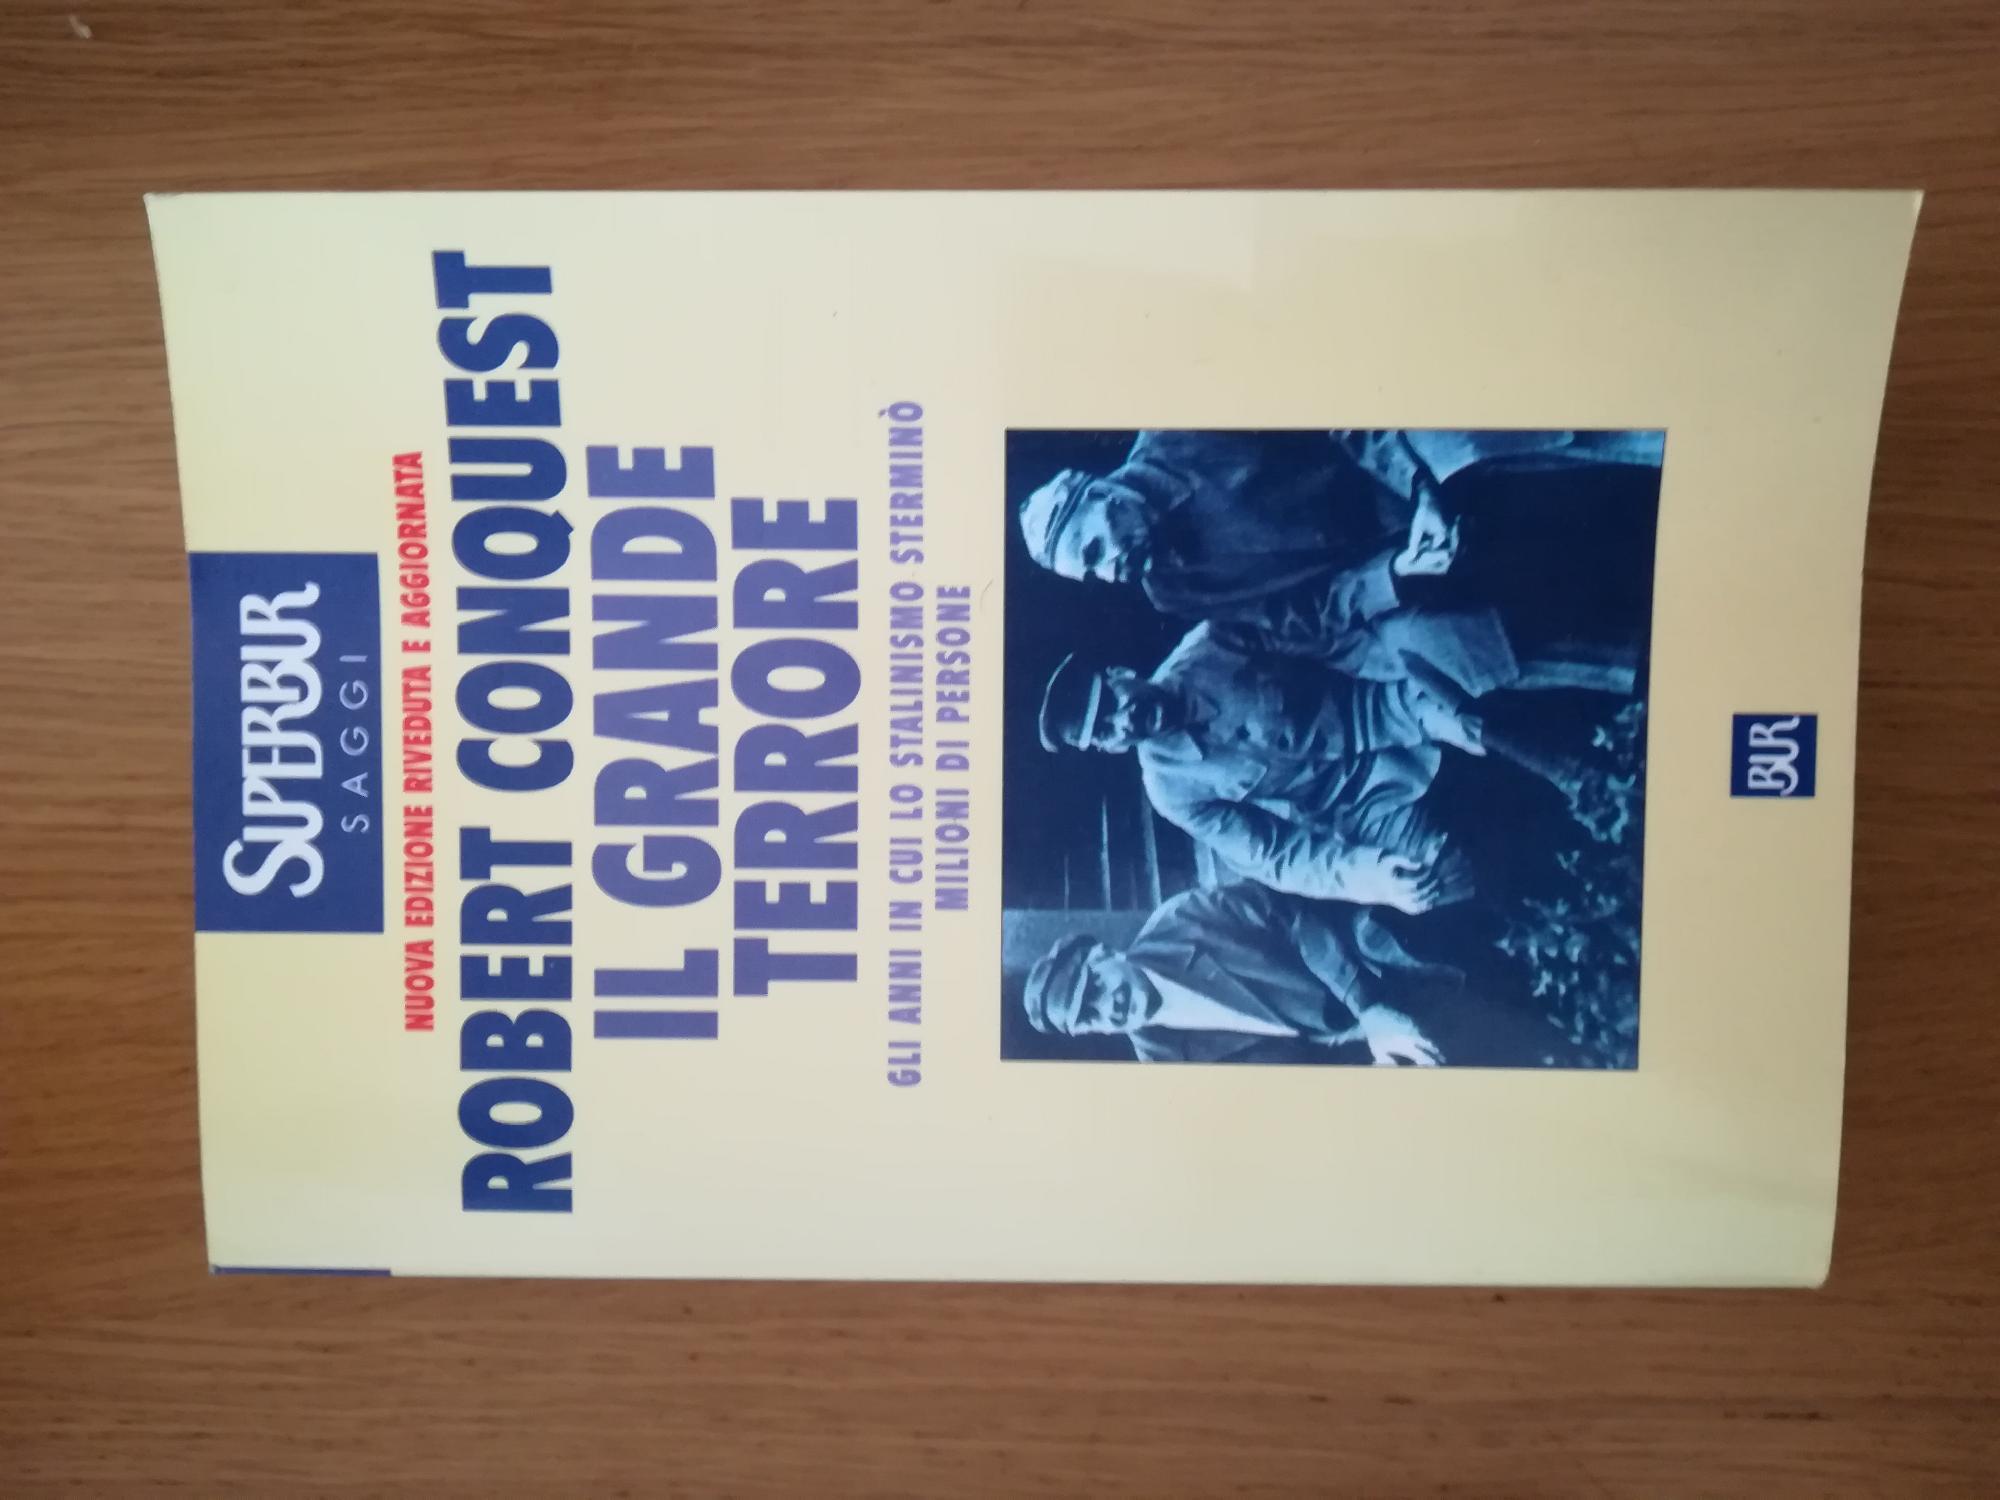 SUPERBUR
SAGGI
NUOVA EDIZIONE RIVEDUTA E AGGIORNATA
ROBERT CONQUEST
IL GRANDE
TERRORE
GLI ANNI IN CUI LO STALINISMO STERMINÒ
MILIONI DI PERSONE
BUR